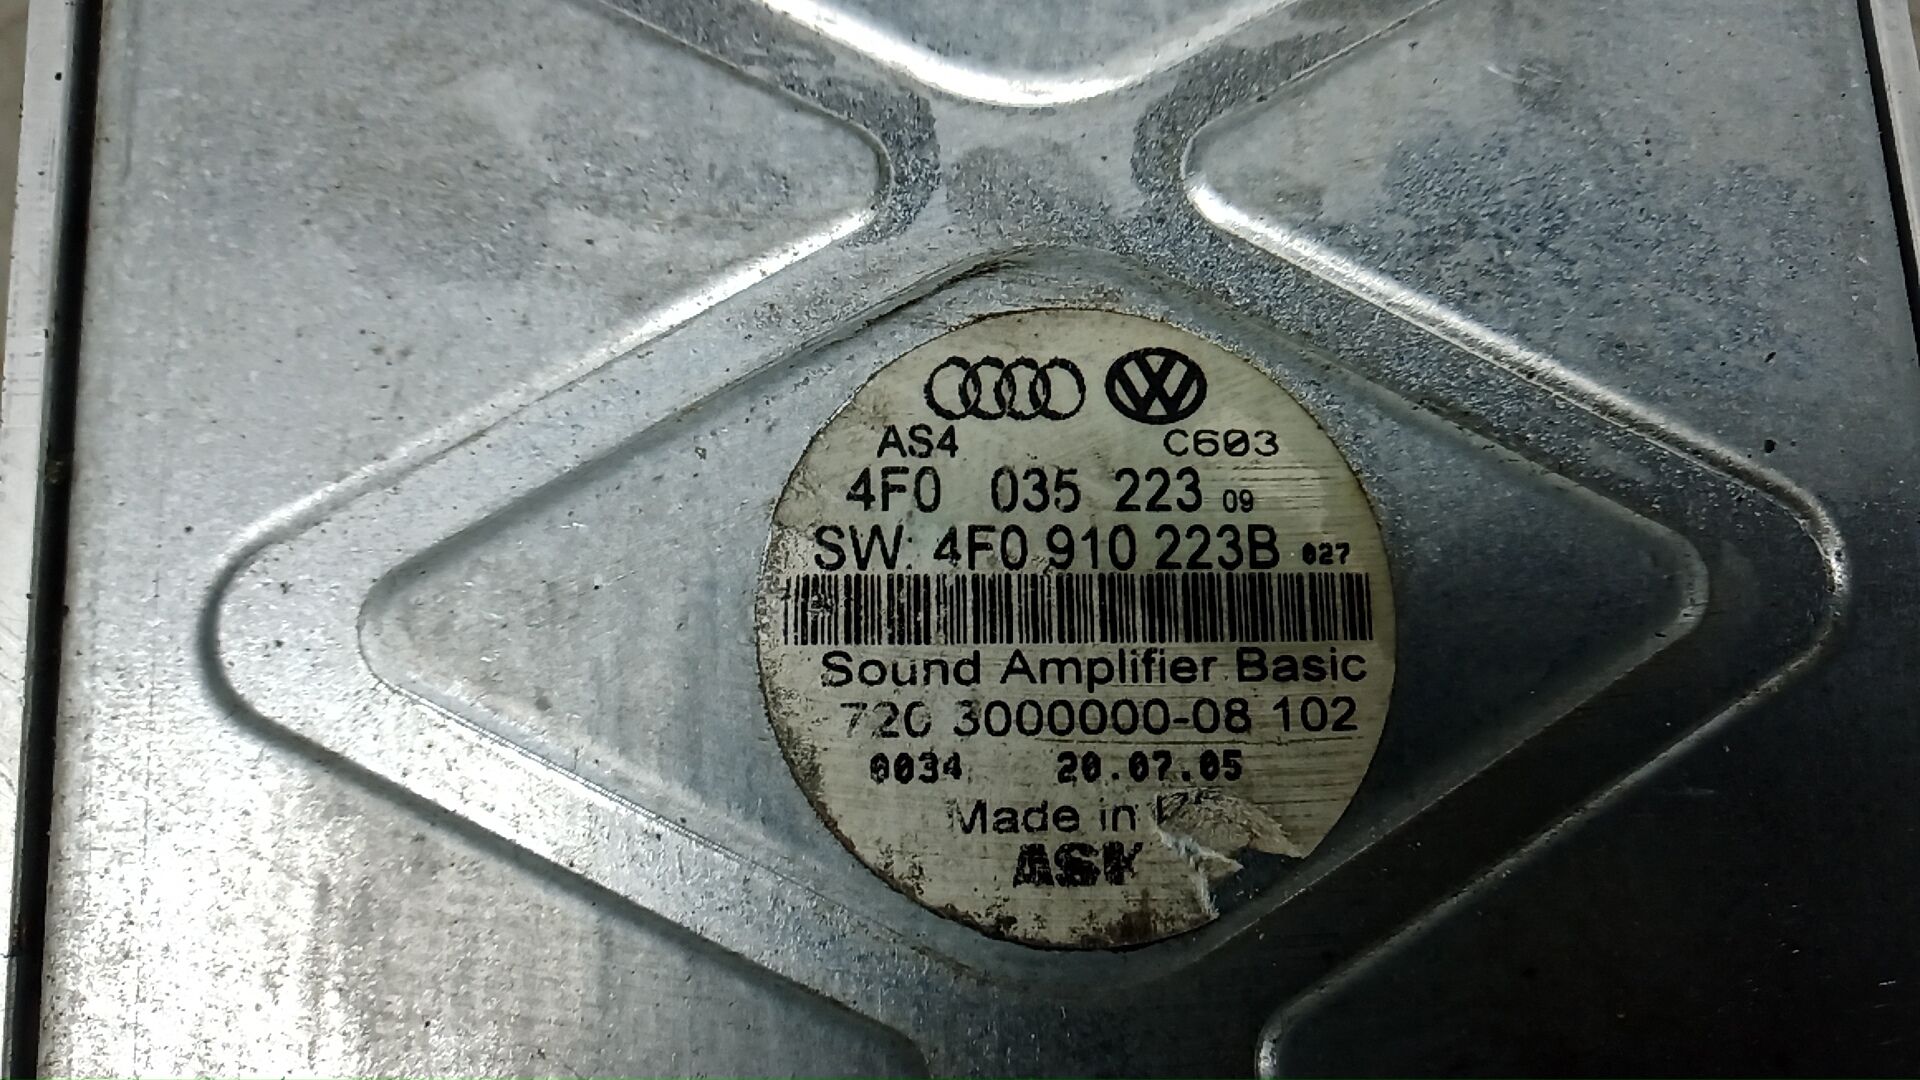 AS4 C603
4F0 035 223 09
SW: 4F0 910 223B 027
Sound Amplifier Basic
720 3000000-08 102
0034 20.07.05
Made in
ASK